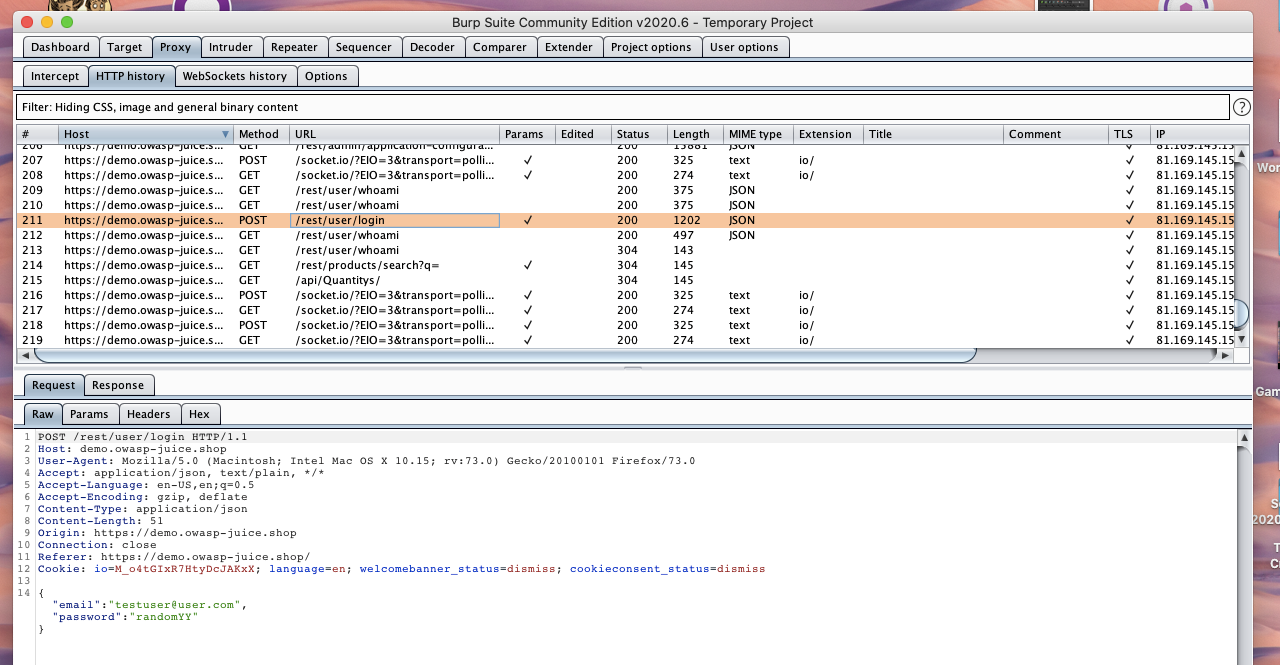 Burp Suite Community Edition v2020.6 - Temporary Project
Dashboard Target Proxy Intruder Repeater Sequencer Decoder Comparer Extender Project options User options
Intercept HTTP history WebSockets history Options
Filter: Hiding CSS, image and general binary content ?
# Host Method URL Params Edited Status Length MIME type Extension Title Comment TLS IP
206 https://demo.owasp-juice.s... GET /rest/admin/application-configura... 200 JSON 81.169.145.15
207 https://demo.owasp-juice.s... POST /socket.io/?EIO=3&transport=polli... ✓ 200 325 text io/ ✓ 81.169.145.15
208 https://demo.owasp-juice.s... GET /socket.io/?EIO=3&transport=polli... ✓ 200 274 text io/ ✓ 81.169.145.15
209 https://demo.owasp-juice.s... GET /rest/user/whoami 200 375 JSON ✓ 81.169.145.15
210 https://demo.owasp-juice.s... GET /rest/user/whoami 200 375 JSON ✓ 81.169.145.15
211 https://demo.owasp-juice.s... POST /rest/user/login ✓ 200 1202 JSON ✓ 81.169.145.15
212 https://demo.owasp-juice.s... GET /rest/user/whoami 200 497 JSON ✓ 81.169.145.15
213 https://demo.owasp-juice.s... GET /rest/user/whoami 304 143 ✓ 81.169.145.15
214 https://demo.owasp-juice.s... GET /rest/products/search?q= ✓ 304 145 ✓ 81.169.145.15
215 https://demo.owasp-juice.s... GET /api/Quantitys/ 304 145 ✓ 81.169.145.15
216 https://demo.owasp-juice.s... POST /socket.io/?EIO=3&transport=polli... ✓ 200 325 text io/ ✓ 81.169.145.15
217 https://demo.owasp-juice.s... GET /socket.io/?EIO=3&transport=polli... ✓ 200 274 text io/ ✓ 81.169.145.15
218 https://demo.owasp-juice.s... POST /socket.io/?EIO=3&transport=polli... ✓ 200 325 text io/ ✓ 81.169.145.15
219 https://demo.owasp-juice.s... GET /socket.io/?EIO=3&transport=polli... ✓ 200 274 text io/ ✓ 81.169.145.15
Request Response
Raw Params Headers Hex
1 POST /rest/user/login HTTP/1.1
2 Host: demo.owasp-juice.shop
3 User-Agent: Mozilla/5.0 (Macintosh; Intel Mac OS X 10.15; rv:73.0) Gecko/20100101 Firefox/73.0
4 Accept: application/json, text/plain, */*
5 Accept-Language: en-US,en;q=0.5
6 Accept-Encoding: gzip, deflate
7 Content-Type: application/json
8 Content-Length: 51
9 Origin: https://demo.owasp-juice.shop
10 Connection: close
11 Referer: https://demo.owasp-juice.shop/
12 Cookie: io=M_o4tGIxR7HtyDcJAKxX; language=en; welcomebanner_status=dismiss; cookieconsent_status=dismiss
13
14 {
"email":"testuser@user.com",
"password":"randomYY"
}
Wor
Gam
2020